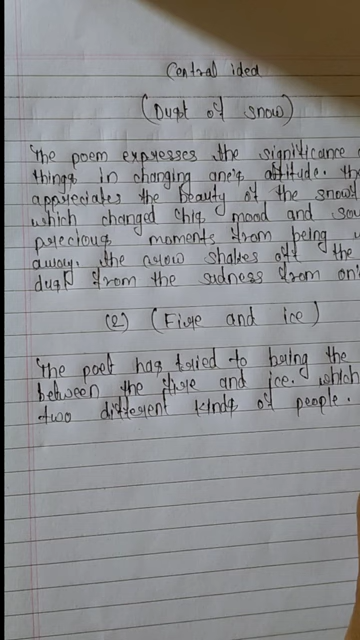 Central idea
(Dust of snow)
The poem expresses the significance
things in changing one's attitude. the
appreciates the beauty of the snow
which changed his mood and
precious moments from being
away. the crow shakes off the
dust from the sadness from
(2) (Fire and ice)
The poet has tried to bring the
between the fire and ice. which
two different kinds of people.